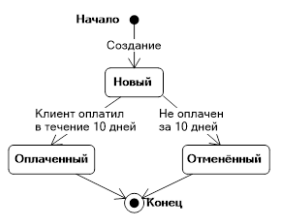 Начало
Создание
Новый
Клиент оплатил
в течение 10 дней
Не оплачен
за 10 дней
Оплаченный
Отменённый
Конец